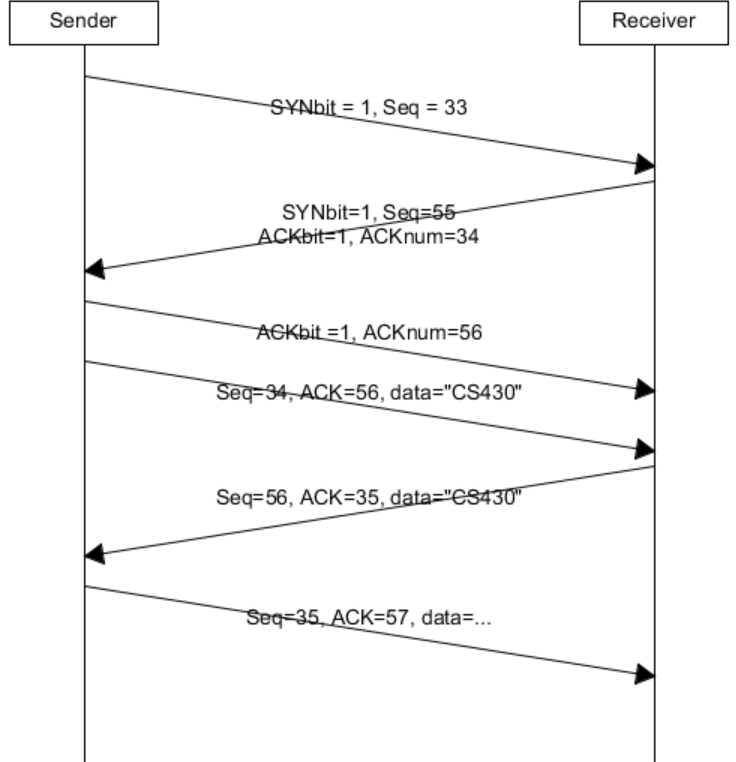 Sender
Receiver
SYNbit = 1, Seq = 33
SYNbit=1, Seq=55
ACKbit=1, ACKnum=34
ACKbit =1, ACKnum=56
Seq=34, ACK=56, data="CS430"
Seq=56, ACK=35, data="CS430"
Seq=35, ACK=57, data=...